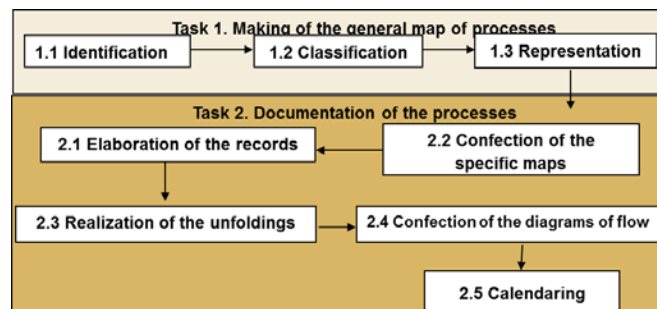 Task 1. Making of the general map of processes
1.1 Identification
1.2 Classification
1.3 Representation
Task 2. Documentation of the processes
2.1 Elaboration of the records
2.2 Confection of the
specific maps
2.3 Realization of the unfoldings
2.4 Confection of the diagrams of flow
2.5 Calendaring